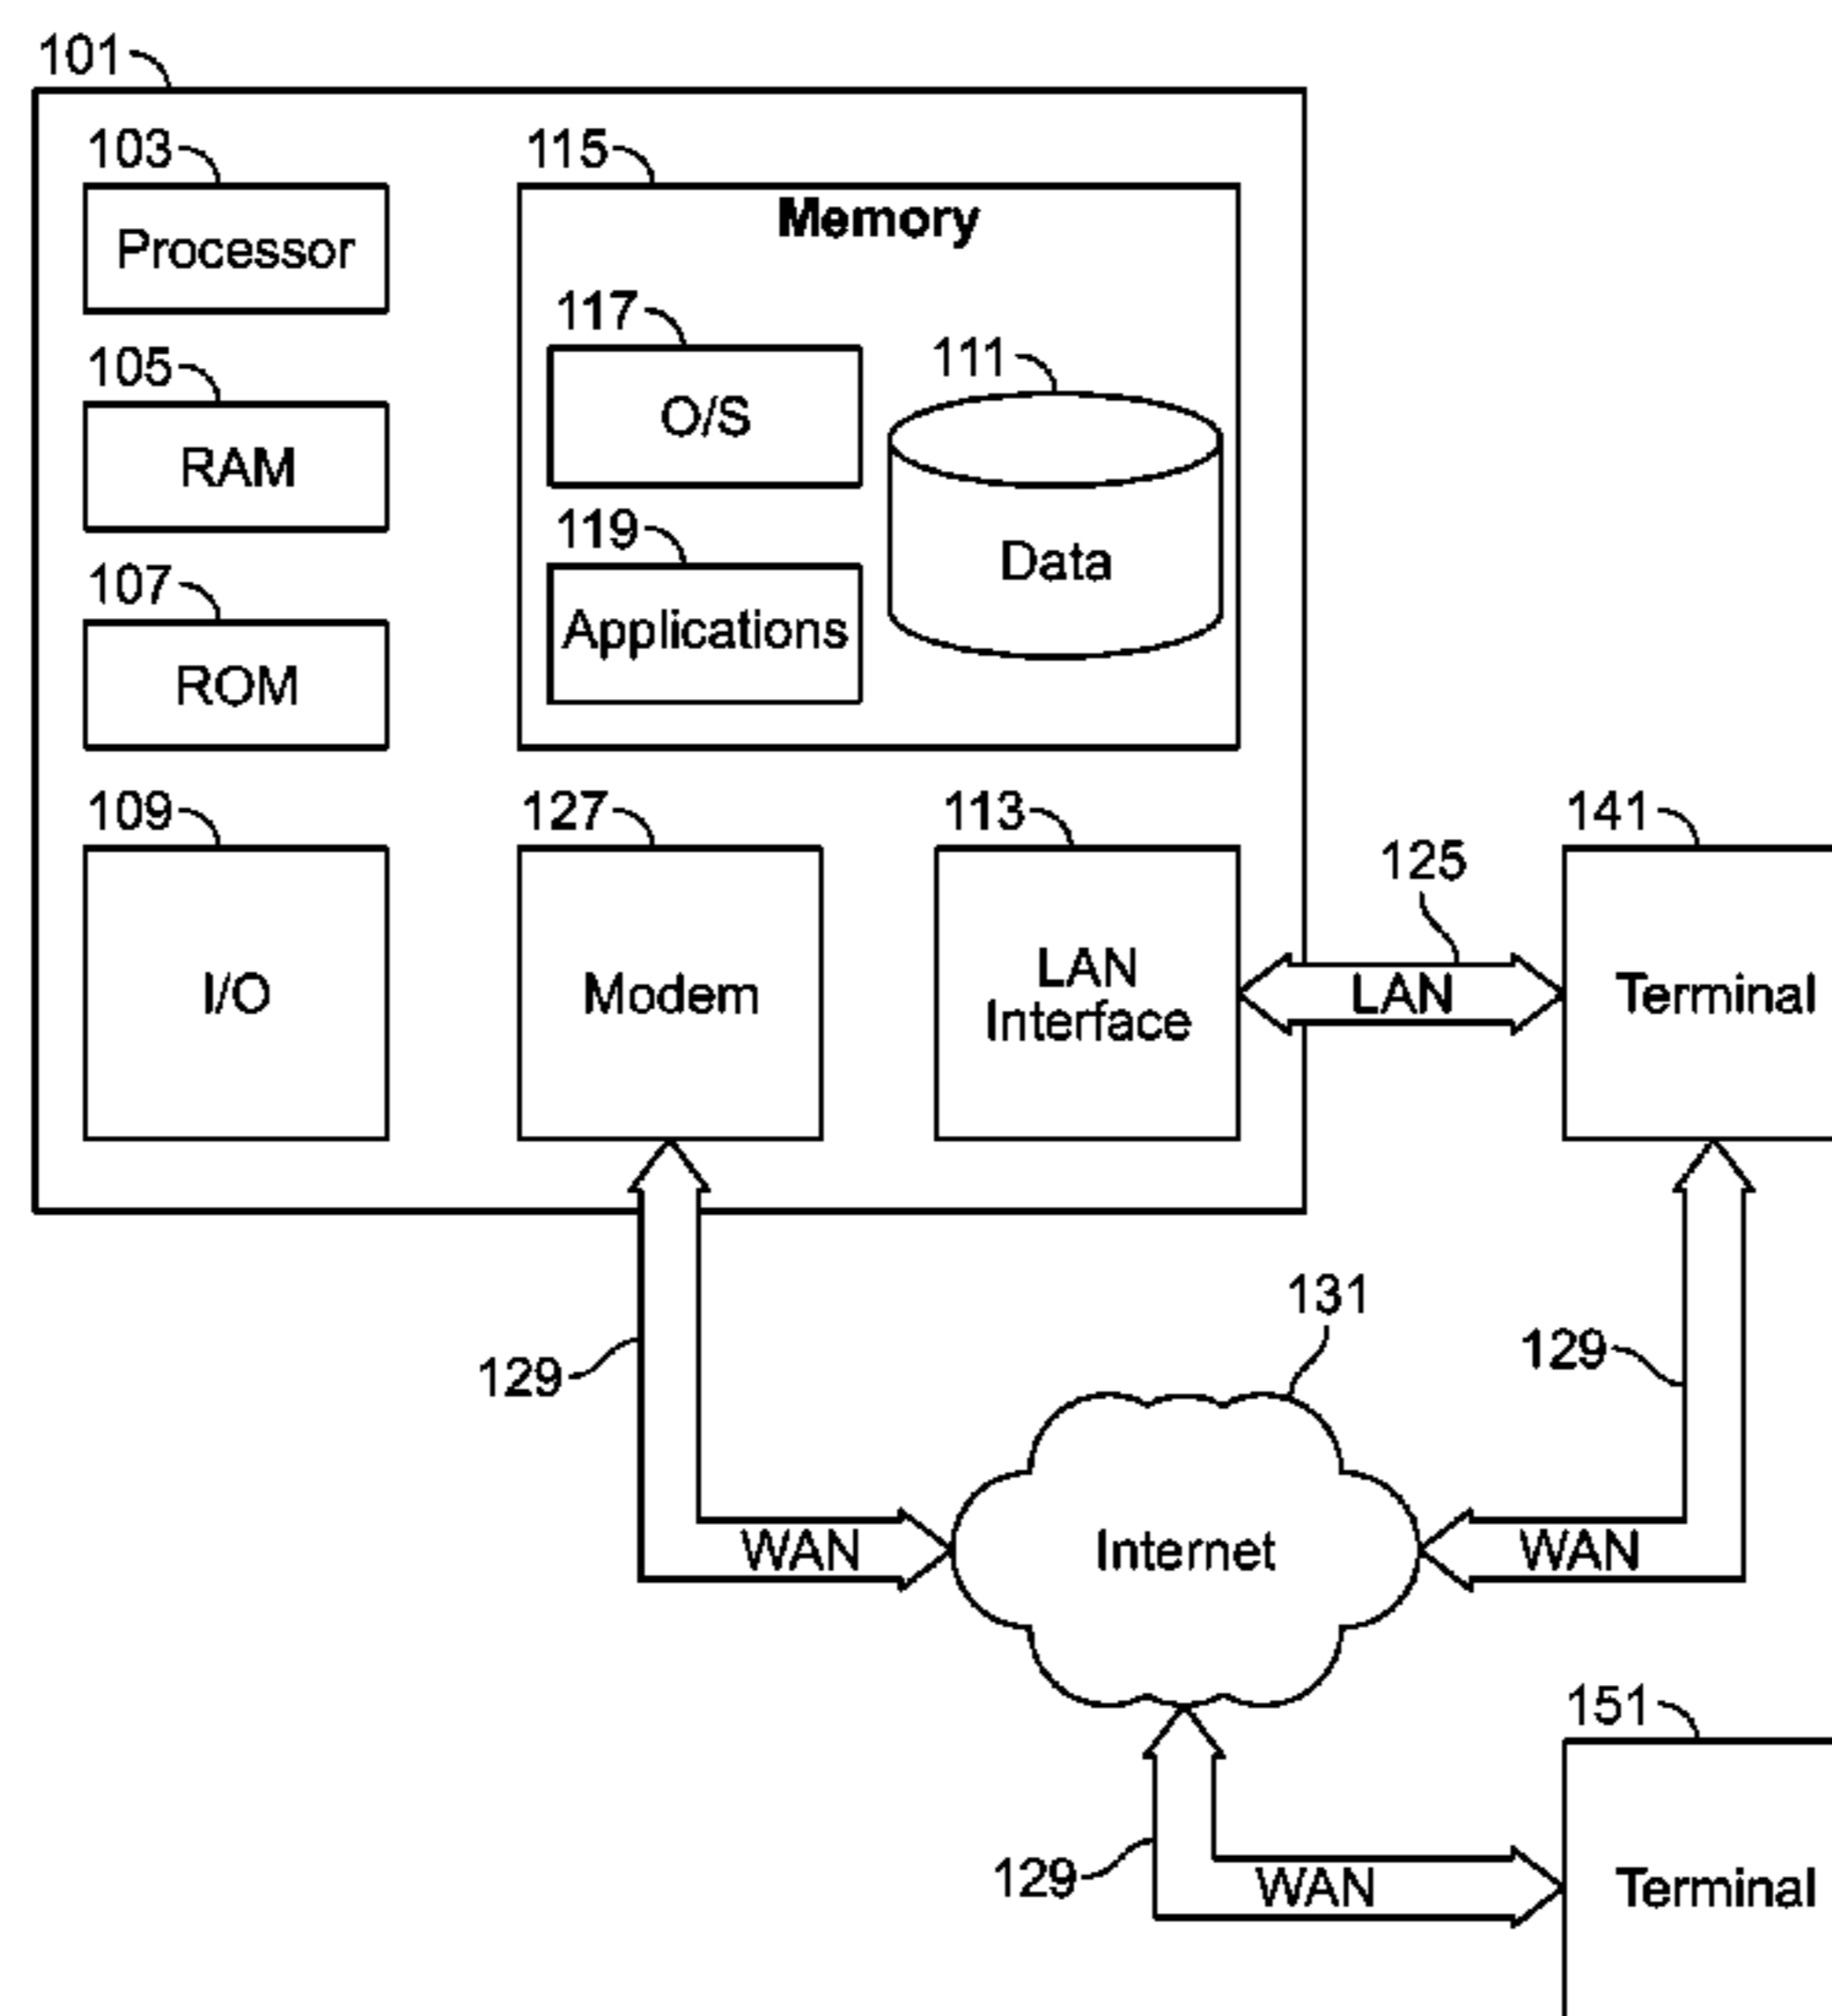 101
103
Processor
105
RAM
107
ROM
109
I/O
115
Memory
117
O/S
111
Data
119
Applications
127
Modem
113
LAN
Interface
125
LAN
141
Terminal
129
WAN
131
Internet
129
WAN
129
WAN
151
Terminal